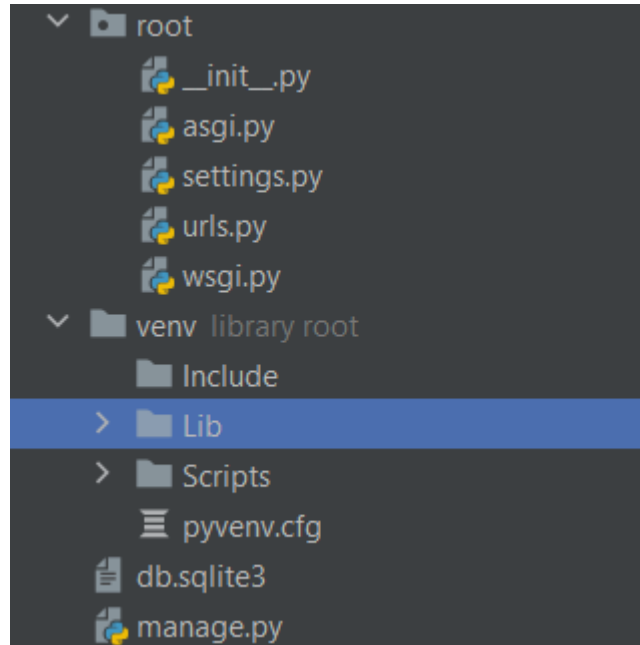 root
__init__.py
asgi.py
settings.py
urls.py
wsgi.py
venv library root
Include
Lib
Scripts
pyvenv.cfg
db.sqlite3
manage.py